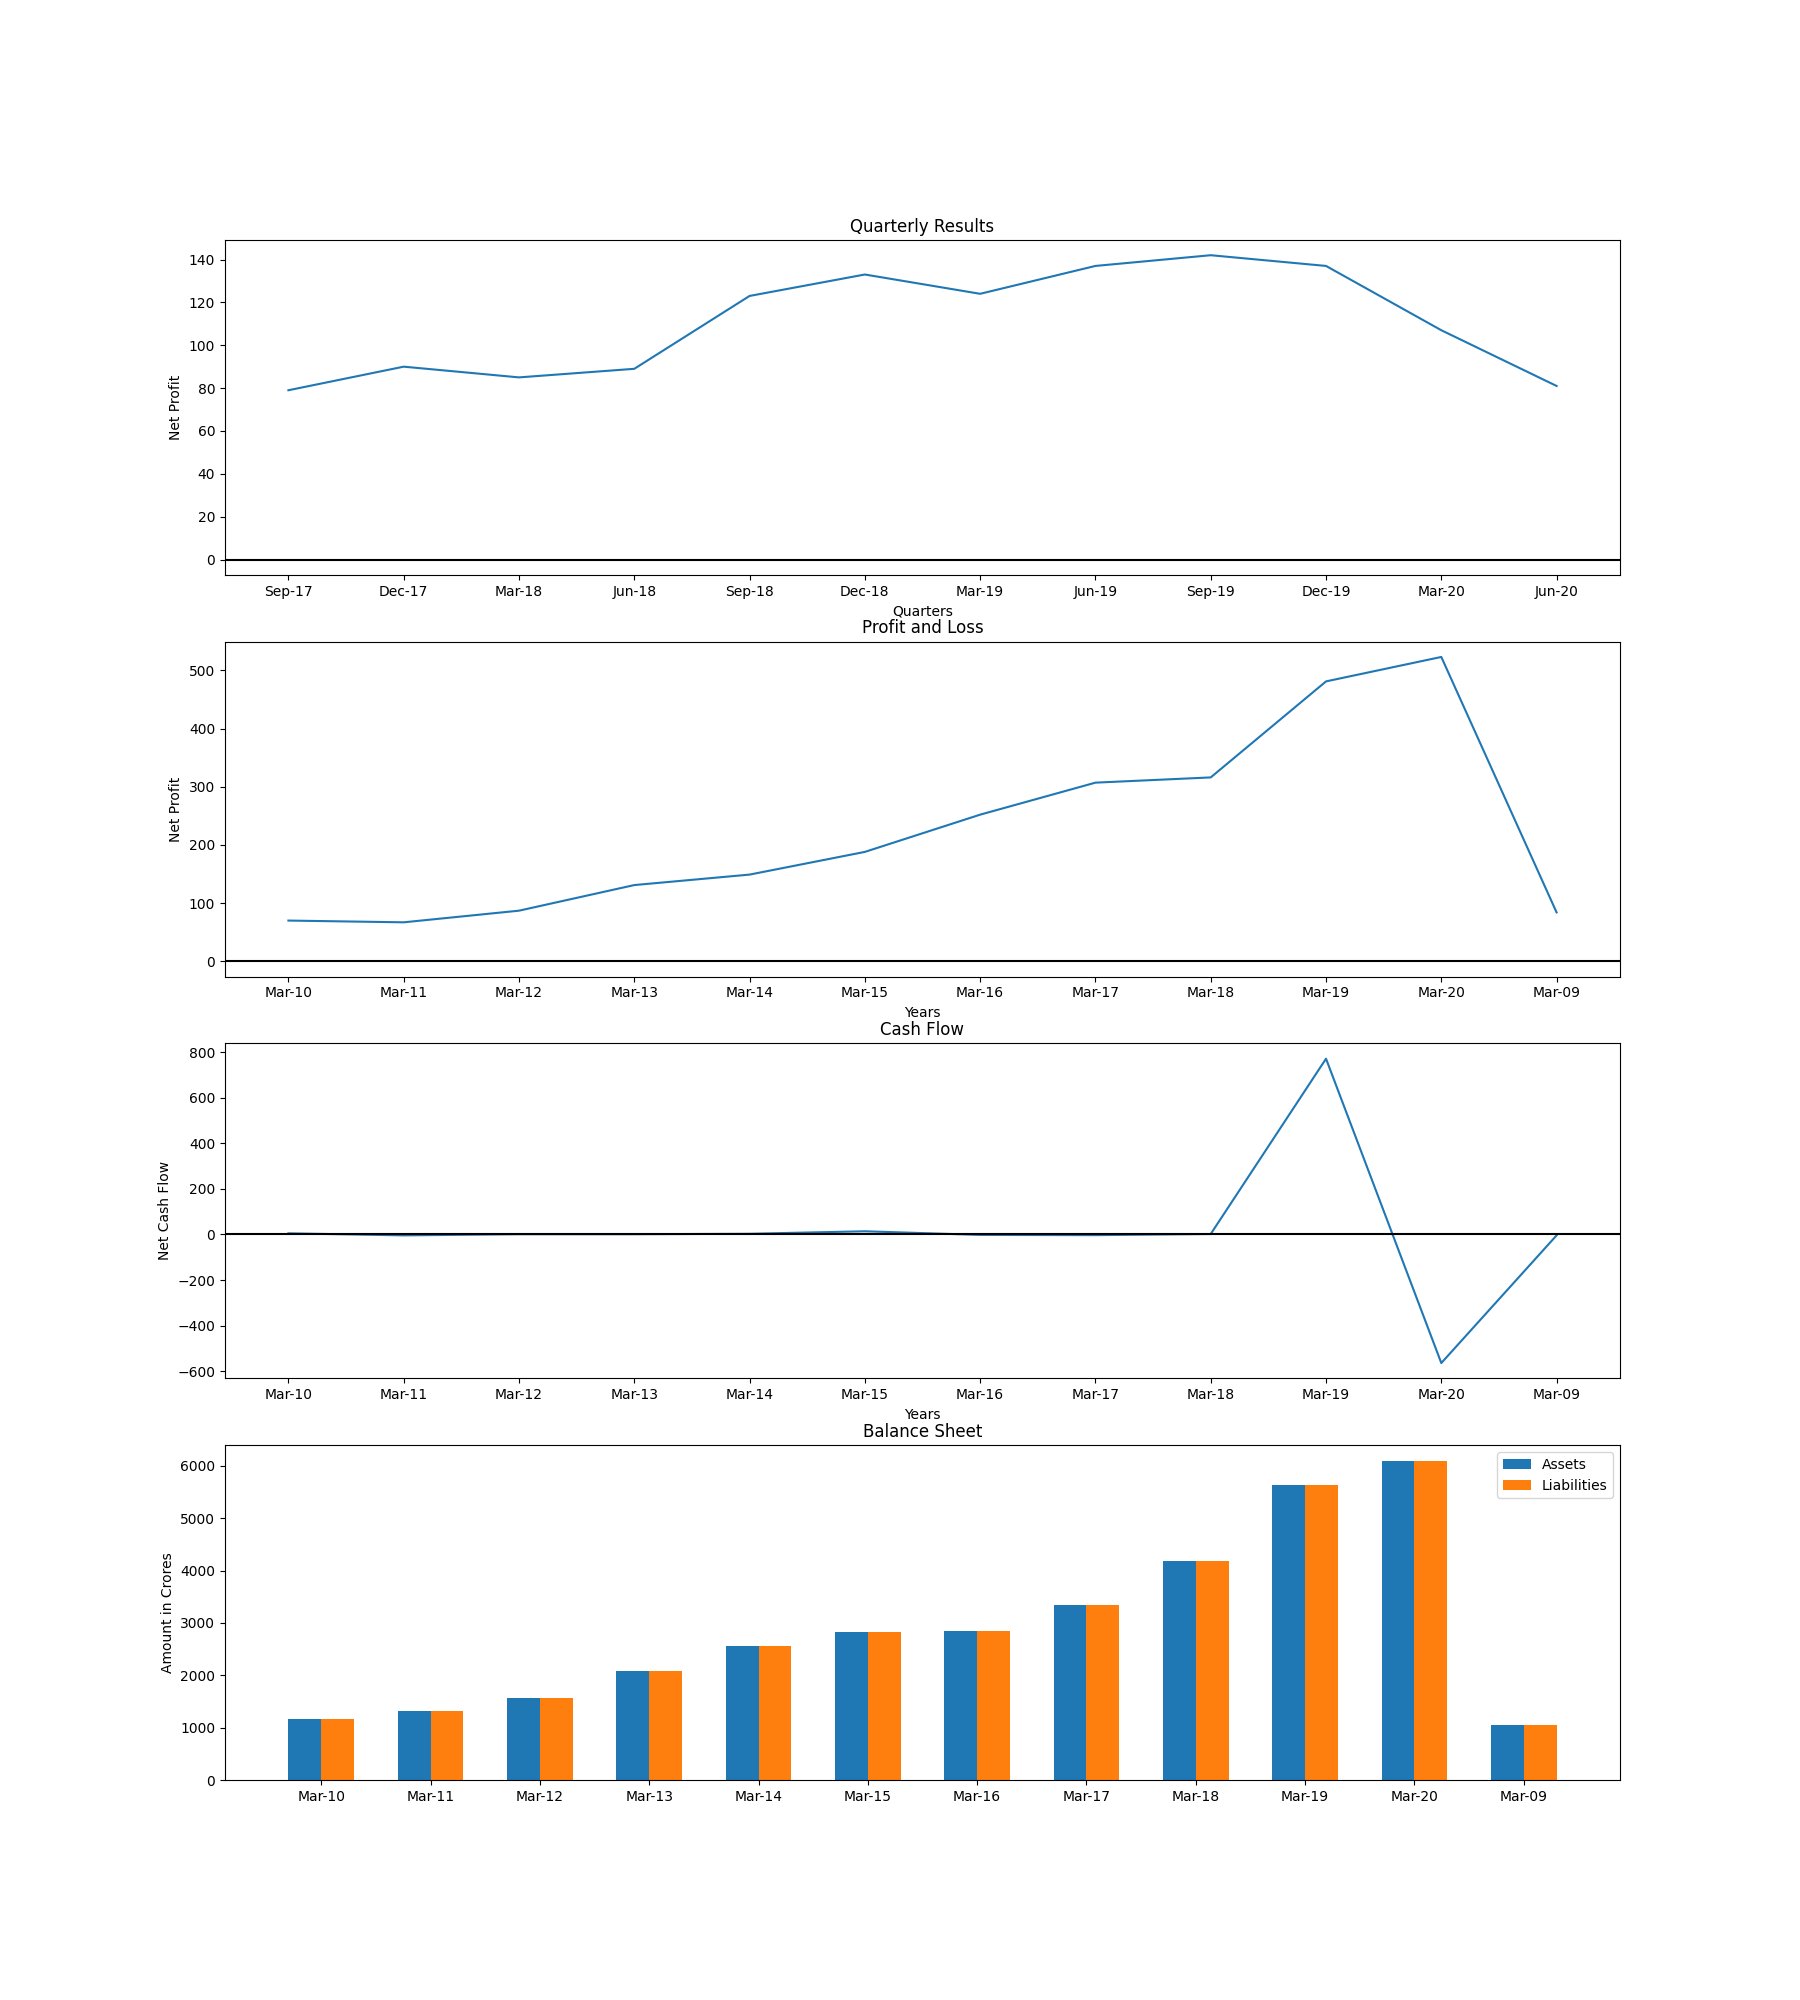 Quarterly Results
140
120
100
80
60
40
20
0
Net Profit
Sep-17 Dec-17 Mar-18 Jun-18 Sep-18 Dec-18 Mar-19 Jun-19 Sep-19 Dec-19 Mar-20 Jun-20
Quarters
Profit and Loss
500
400
300
200
100
0
Net Profit
Mar-10 Mar-11 Mar-12 Mar-13 Mar-14 Mar-15 Mar-16 Mar-17 Mar-18 Mar-19 Mar-20 Mar-09
Years
Cash Flow
800
600
400
200
0
−200
−400
−600
Net Cash Flow
Mar-10 Mar-11 Mar-12 Mar-13 Mar-14 Mar-15 Mar-16 Mar-17 Mar-18 Mar-19 Mar-20 Mar-09
Years
Balance Sheet
6000
5000
4000
3000
2000
1000
0
Amount in Crores
Assets
Liabilities
Mar-10 Mar-11 Mar-12 Mar-13 Mar-14 Mar-15 Mar-16 Mar-17 Mar-18 Mar-19 Mar-20 Mar-09